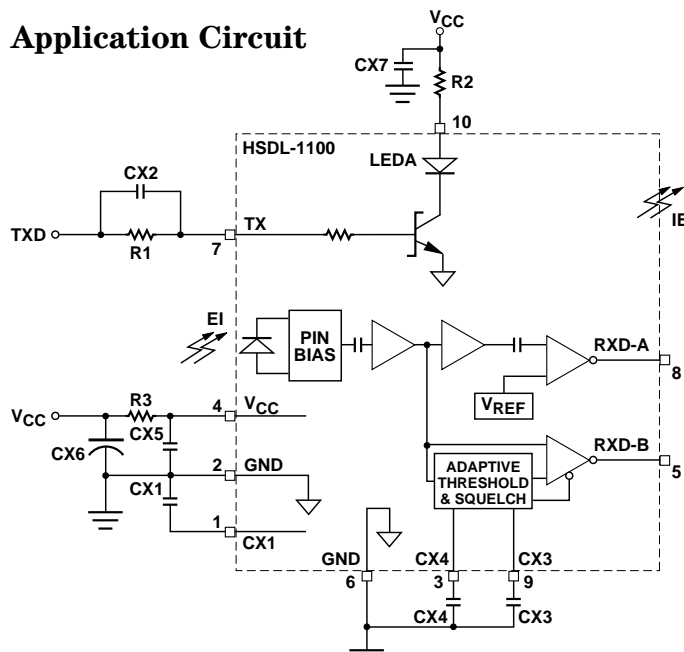 Application Circuit
VCC
CX7
R2
10
HSDL-1100
LEDA
CX2
TXD
R1
7
TX
IE
EI
PIN
BIAS
RXD-A
8
VREF
VCC
R3
4
VCC
CX5
CX6
2
GND
CX1
1
CX1
RXD-B
5
ADAPTIVE
THRESHOLD
& SQUELCH
GND
CX4
CX3
6
3
9
CX4
CX3